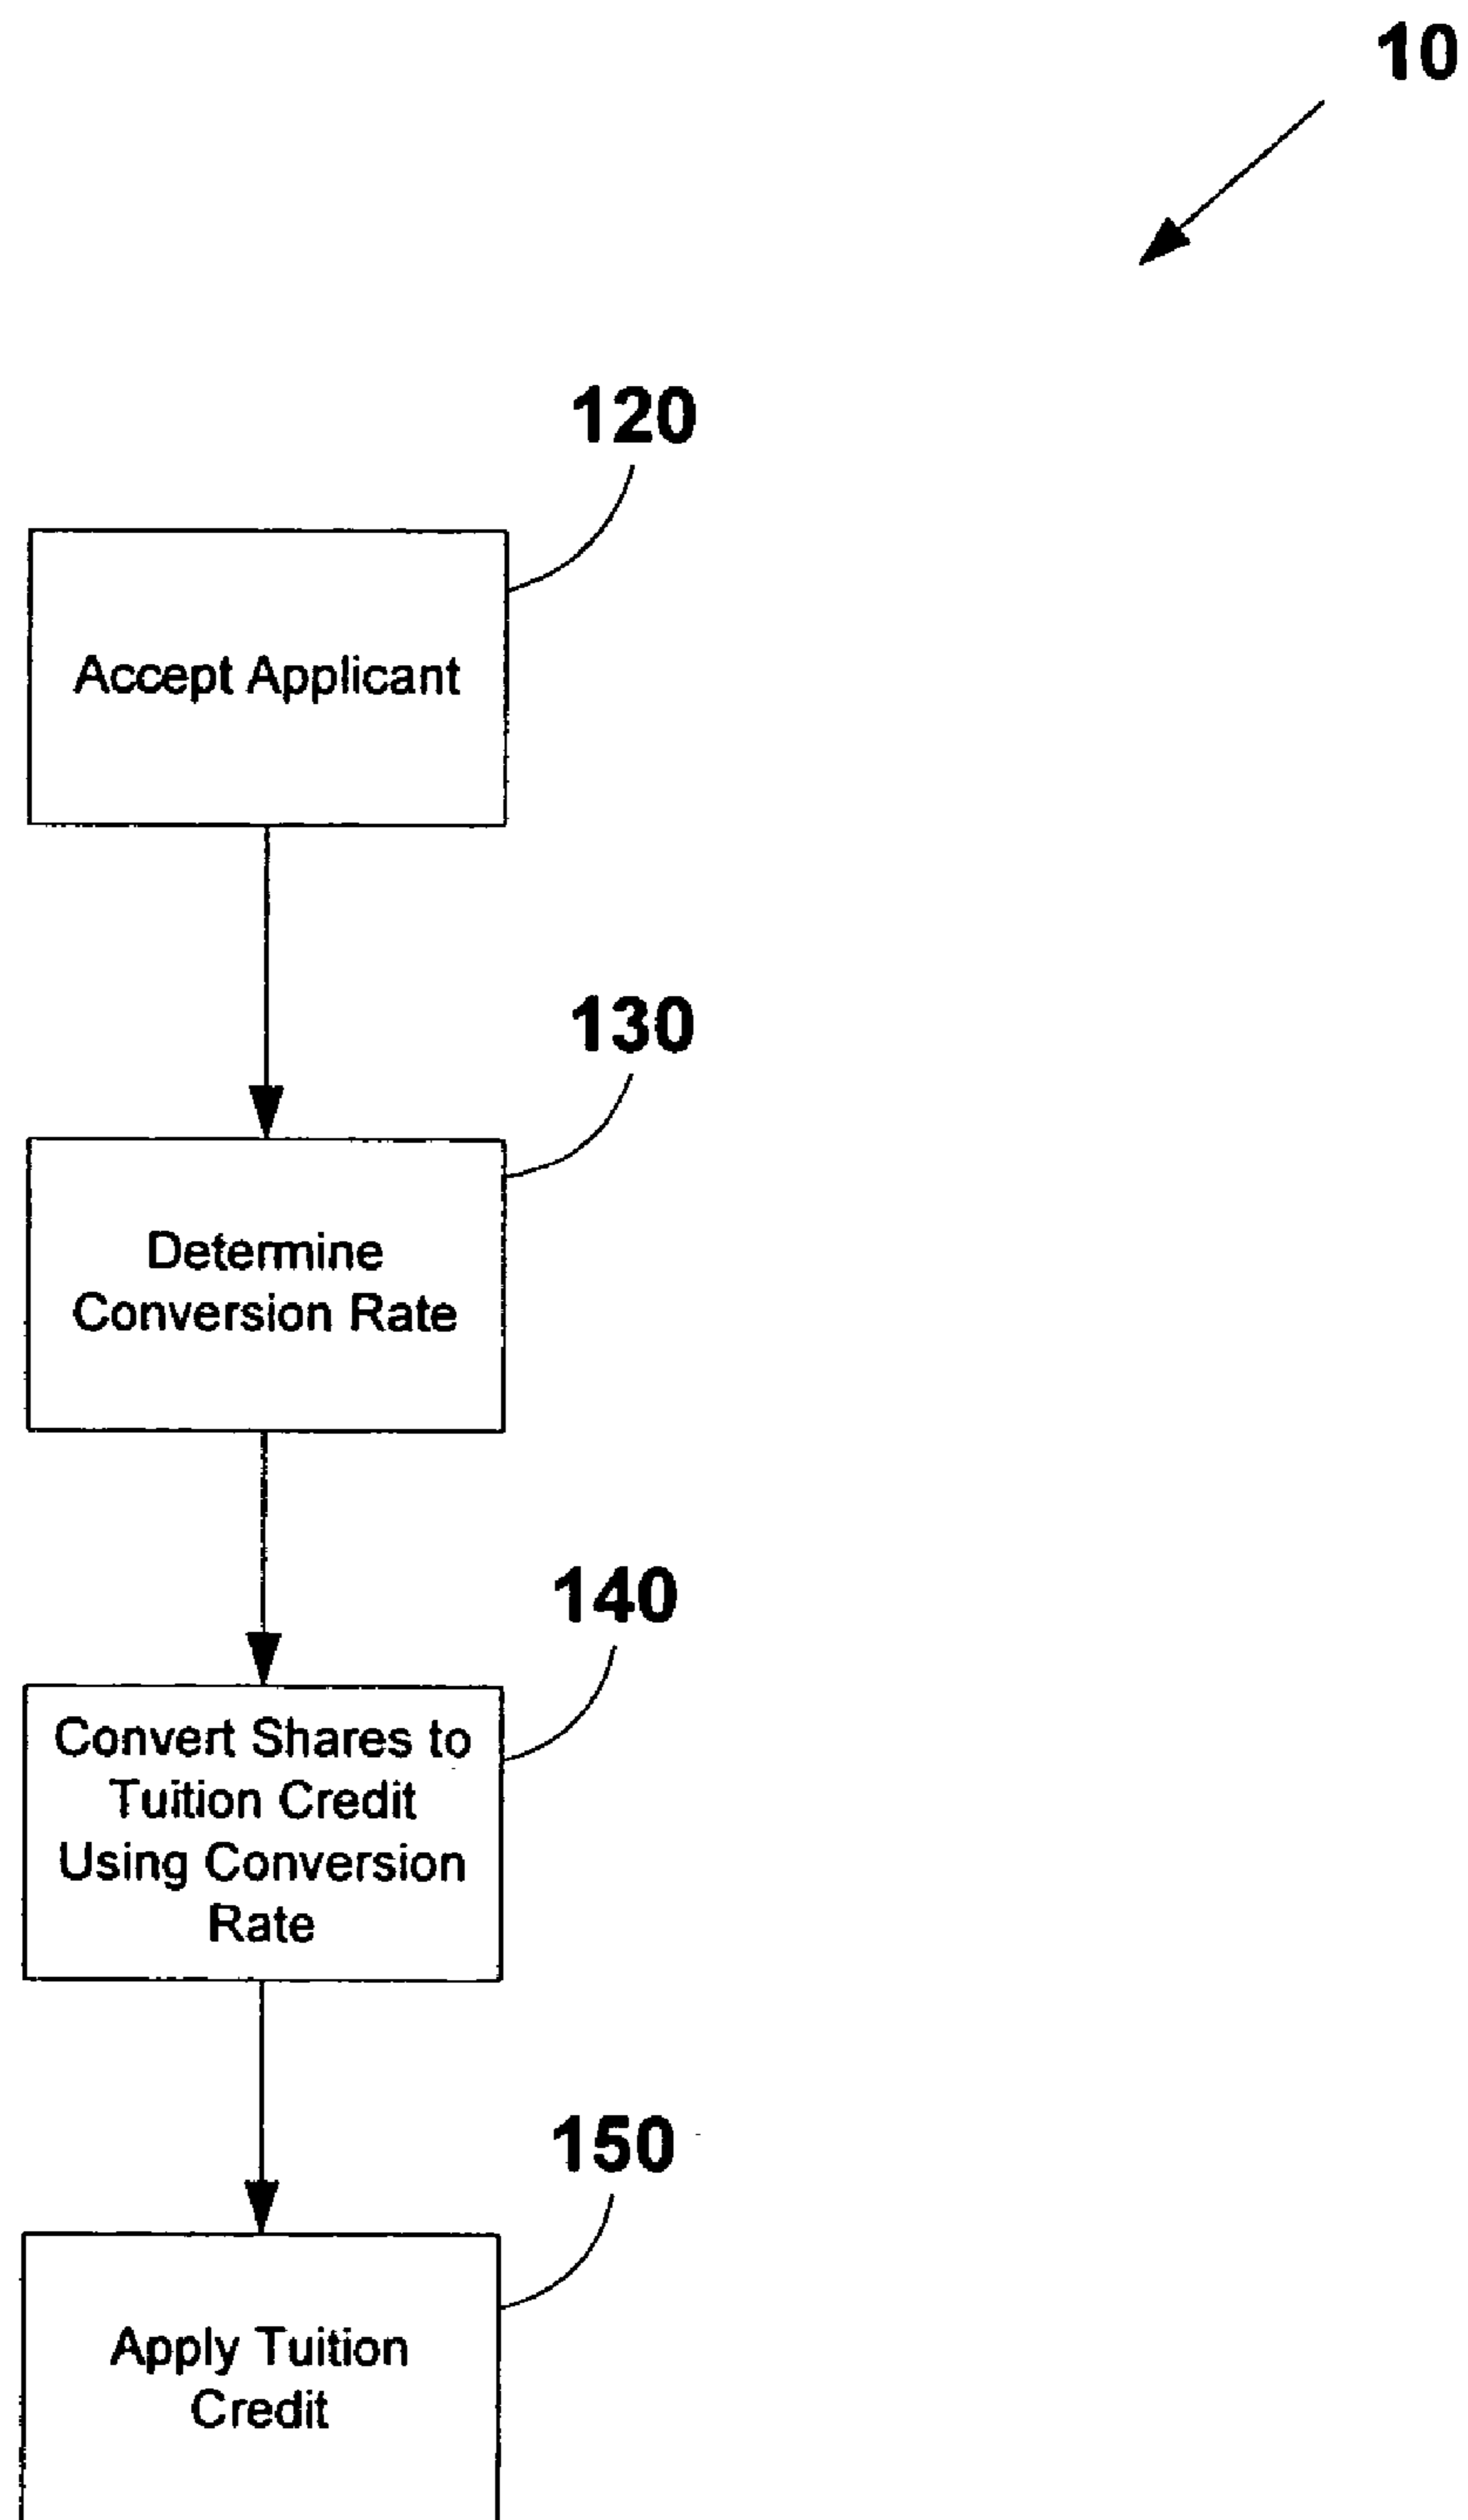 10
120
Accept Applicant
130
Determine
Conversion Rate
140
Convert Shares to
Tuition Credit
Using Conversion
Rate
150
Apply Tuition
Credit